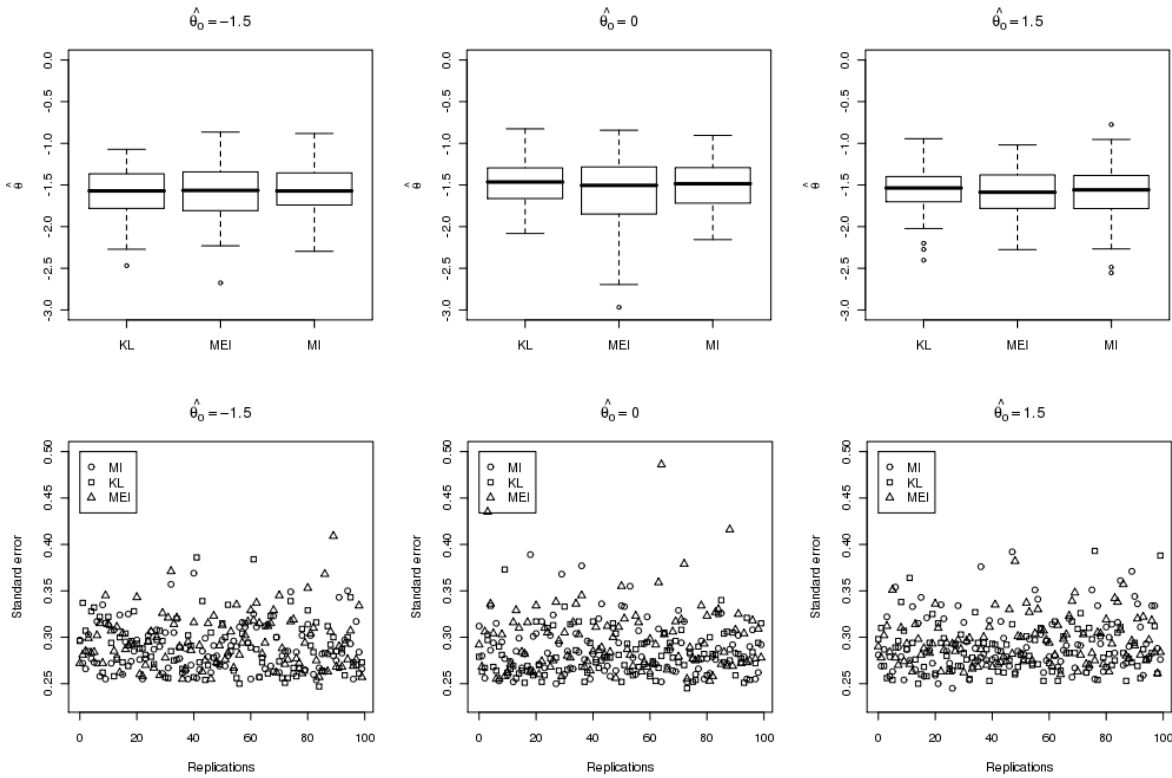 θ̂₀ = −1.5
θ̂
0.0
-0.5
-1.0
-1.5
-2.0
-2.5
-3.0
KL MEI MI
θ̂₀ = 0
θ̂
0.0
-0.5
-1.0
-1.5
-2.0
-2.5
-3.0
KL MEI MI
θ̂₀ = 1.5
θ̂
0.0
-0.5
-1.0
-1.5
-2.0
-2.5
-3.0
KL MEI MI
θ̂₀ = −1.5
Standard error
0.50
0.45
0.40
0.35
0.30
0.25
MI
KL
MEI
0 20 40 60 80 100
Replications
θ̂₀ = 0
Standard error
0.50
0.45
0.40
0.35
0.30
0.25
MI
KL
MEI
0 20 40 60 80 100
Replications
θ̂₀ = 1.5
Standard error
0.50
0.45
0.40
0.35
0.30
0.25
MI
KL
MEI
0 20 40 60 80 100
Replications